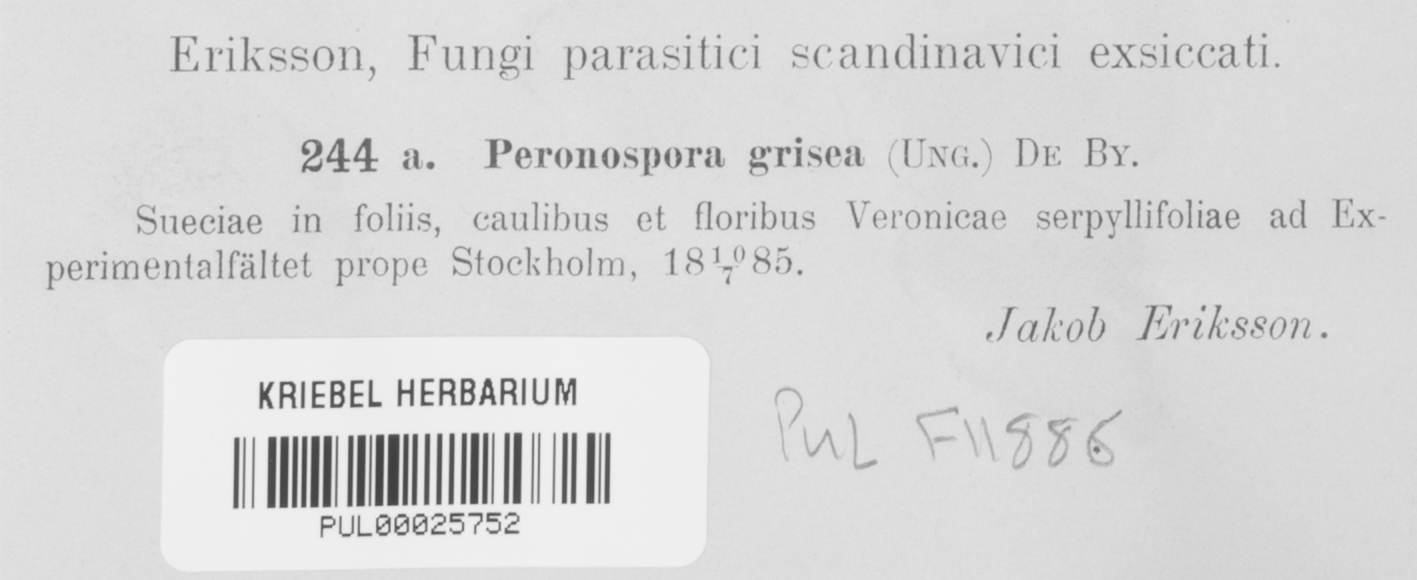 Eriksson, Fungi parasitici scandinavici exsiccati.
244 a. Peronospora grisea (UNG.) DE BY.
Sueciae in foliis, caulibus et floribus Veronicae serpyllifoliae ad Ex-
perimentalfältet prope Stockholm, 18 10/7 85.
Jakob Eriksson.
KRIEBEL HERBARIUM
PUL F11886
PUL00025752